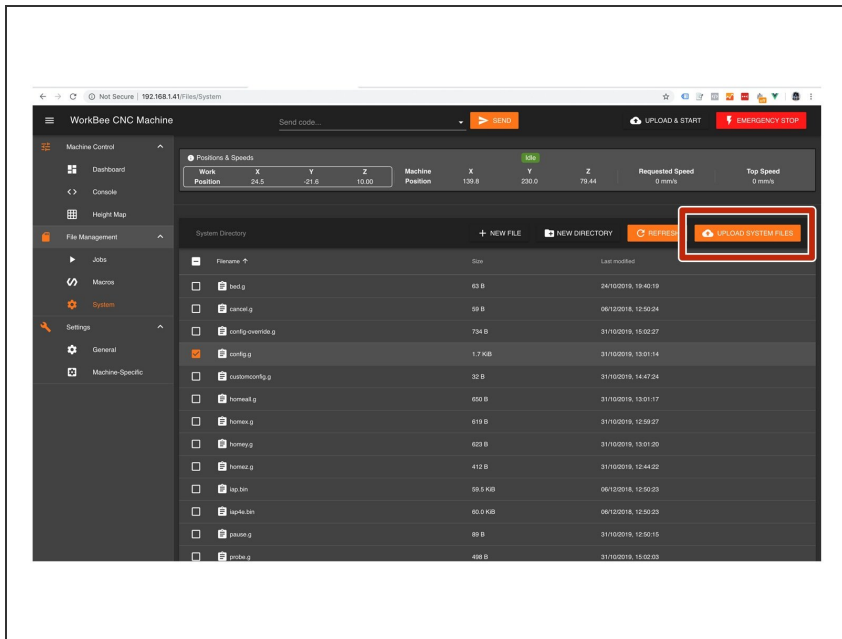 Not Secure | 192.168.1.41/Files/System
WorkBee CNC Machine
Send code...
SEND
UPLOAD & START
EMERGENCY STOP
Machine Control
Dashboard
Console
Height Map
File Management
Jobs
Macros
System
Settings
General
Machine-Specific
Positions & Speeds
Idle
Work X Y Z Machine X Y Z Requested Speed Top Speed
Position 24.5 -21.6 10.00 Position 139.8 230.0 79.44 0 mm/s 0 mm/s
System Directory
NEW FILE
NEW DIRECTORY
REFRESH
UPLOAD SYSTEM FILES
Filename Size Last modified
bed.g 63 B 24/10/2019, 19:40:19
cancel.g 59 B 06/12/2018, 12:50:24
config-override.g 734 B 31/10/2019, 15:02:27
config.g 1.7 KiB 31/10/2019, 13:01:14
customconfig.g 32 B 31/10/2019, 14:47:24
homeall.g 650 B 31/10/2019, 13:01:17
homex.g 619 B 31/10/2019, 12:59:27
homey.g 623 B 31/10/2019, 13:01:20
homez.g 412 B 31/10/2019, 12:44:22
iap.bin 59.5 KiB 06/12/2018, 12:50:23
iap4e.bin 60.0 KiB 06/12/2018, 12:50:23
pause.g 89 B 31/10/2019, 12:50:15
probe.g 498 B 31/10/2019, 15:02:03